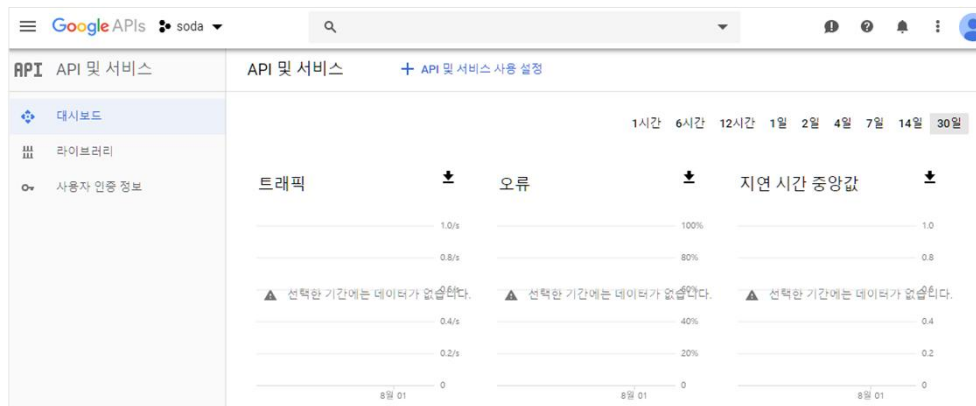 Google APIs soda
API API 및 서비스
API 및 서비스 + API 및 서비스 사용 설정
대시보드
라이브러리
사용자 인증 정보
1시간 6시간 12시간 1일 2일 4일 7일 14일 30일
트래픽
1.0/s
0.8/s
0.6/s
선택한 기간에는 데이터가 없습니다.
0.4/s
0.2/s
0
8월 01
오류
100%
80%
60%
선택한 기간에는 데이터가 없습니다.
40%
20%
0
8월 01
지연 시간 중앙값
1.0
0.8
0.6
선택한 기간에는 데이터가 없습니다.
0.4
0.2
0
8월 01